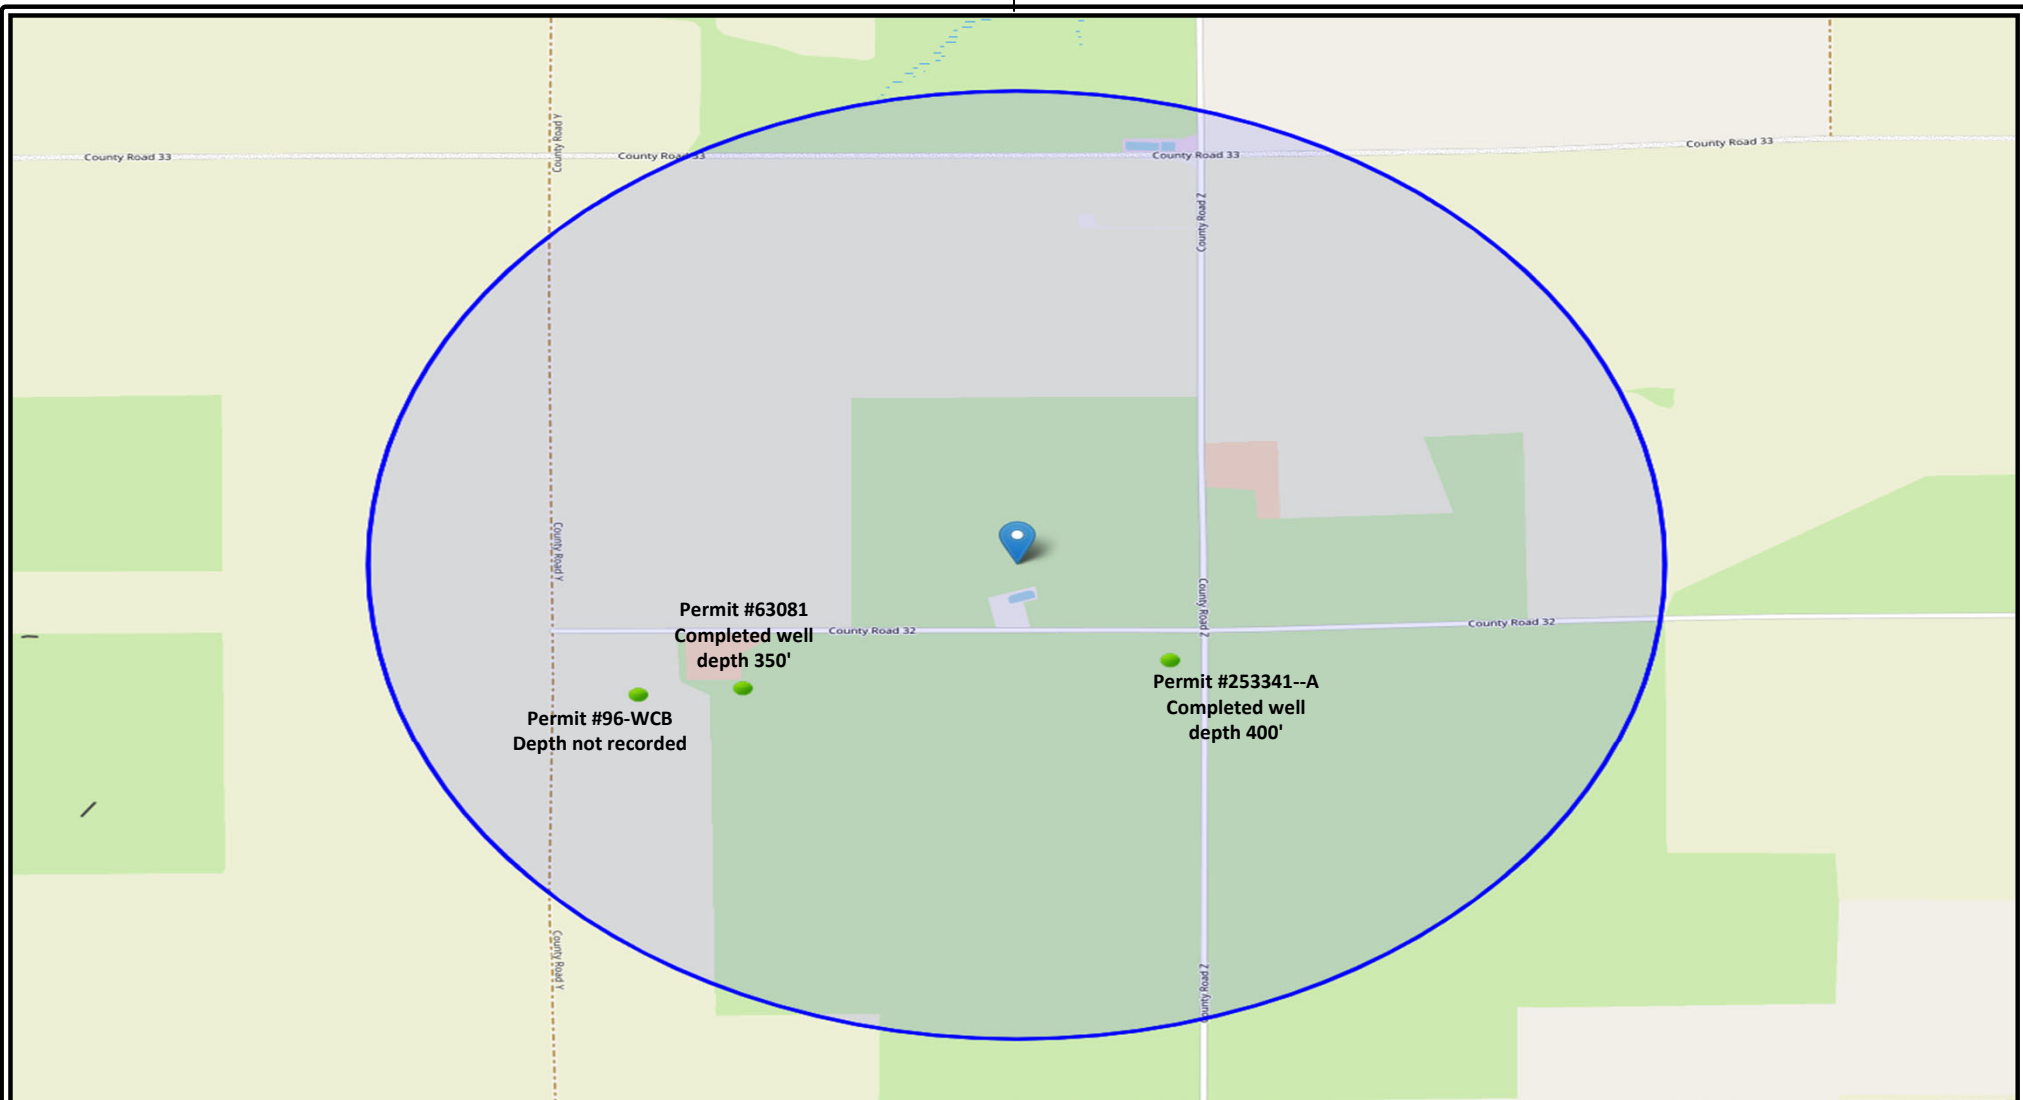 County Road Y
County Road 33
County Road 33
County Road 33
County Road 33
County Road Z
County Road Y
County Road Z
Permit #63081
Completed well
depth 350'
County Road 32
County Road 32
Permit #253341--A
Completed well
depth 400'
Permit #96-WCB
Depth not recorded
County Road Y
County Road Z